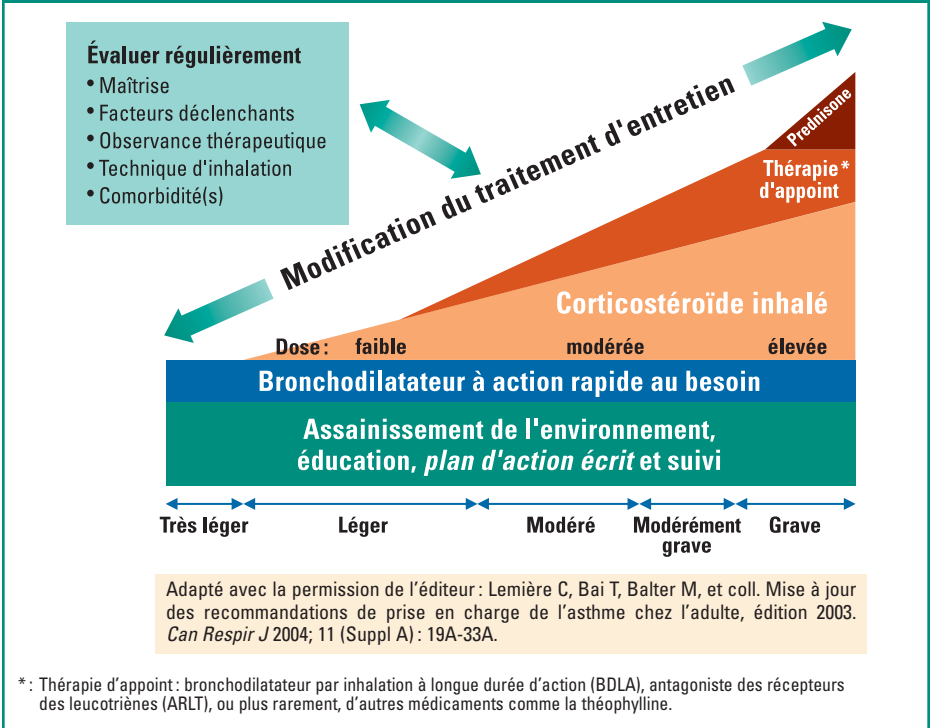 Évaluer régulièrement
• Maîtrise
• Facteurs déclenchants
• Observance thérapeutique
• Technique d'inhalation
• Comorbidité(s)
Modification du traitement d'entretien
Prednisone
Thérapie*
d'appoint
Corticostéroïde inhalé
Dose : faible modérée élevée
Bronchodilatateur à action rapide au besoin
Assainissement de l'environnement,
éducation, plan d'action écrit et suivi
Très léger Léger Modéré Modérément grave Grave
Adapté avec la permission de l'éditeur : Lemière C, Bai T, Balter M, et coll. Mise à jour
des recommandations de prise en charge de l'asthme chez l'adulte, édition 2003.
Can Respir J 2004; 11 (Suppl A) : 19A-33A.
* : Thérapie d'appoint : bronchodilatateur par inhalation à longue durée d'action (BDLA), antagoniste des récepteurs
des leucotriènes (ARLT), ou plus rarement, d'autres médicaments comme la théophylline.